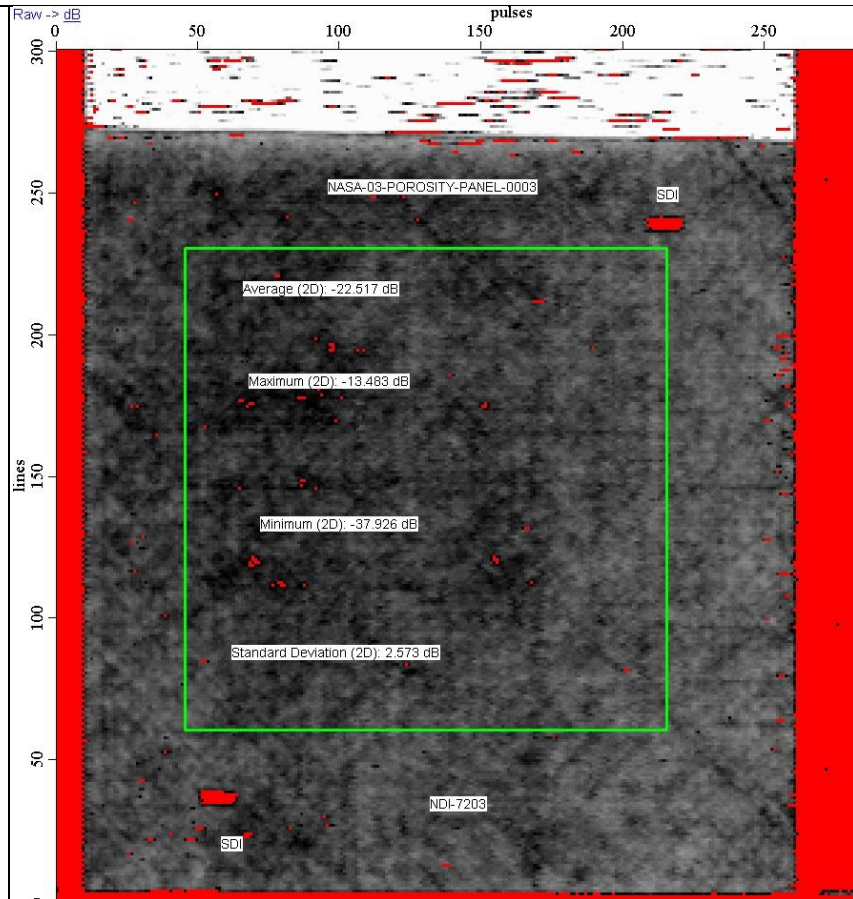 Raw -> dB
pulses
0 50 100 150 200 250
300
250
200
150
100
50
lines
NASA-03-POROSITY-PANEL-0003
SDI
Average (2D): -22.517 dB
Maximum (2D): -13.483 dB
Minimum (2D): -37.926 dB
Standard Deviation (2D): 2.573 dB
NDI-7203
SDI